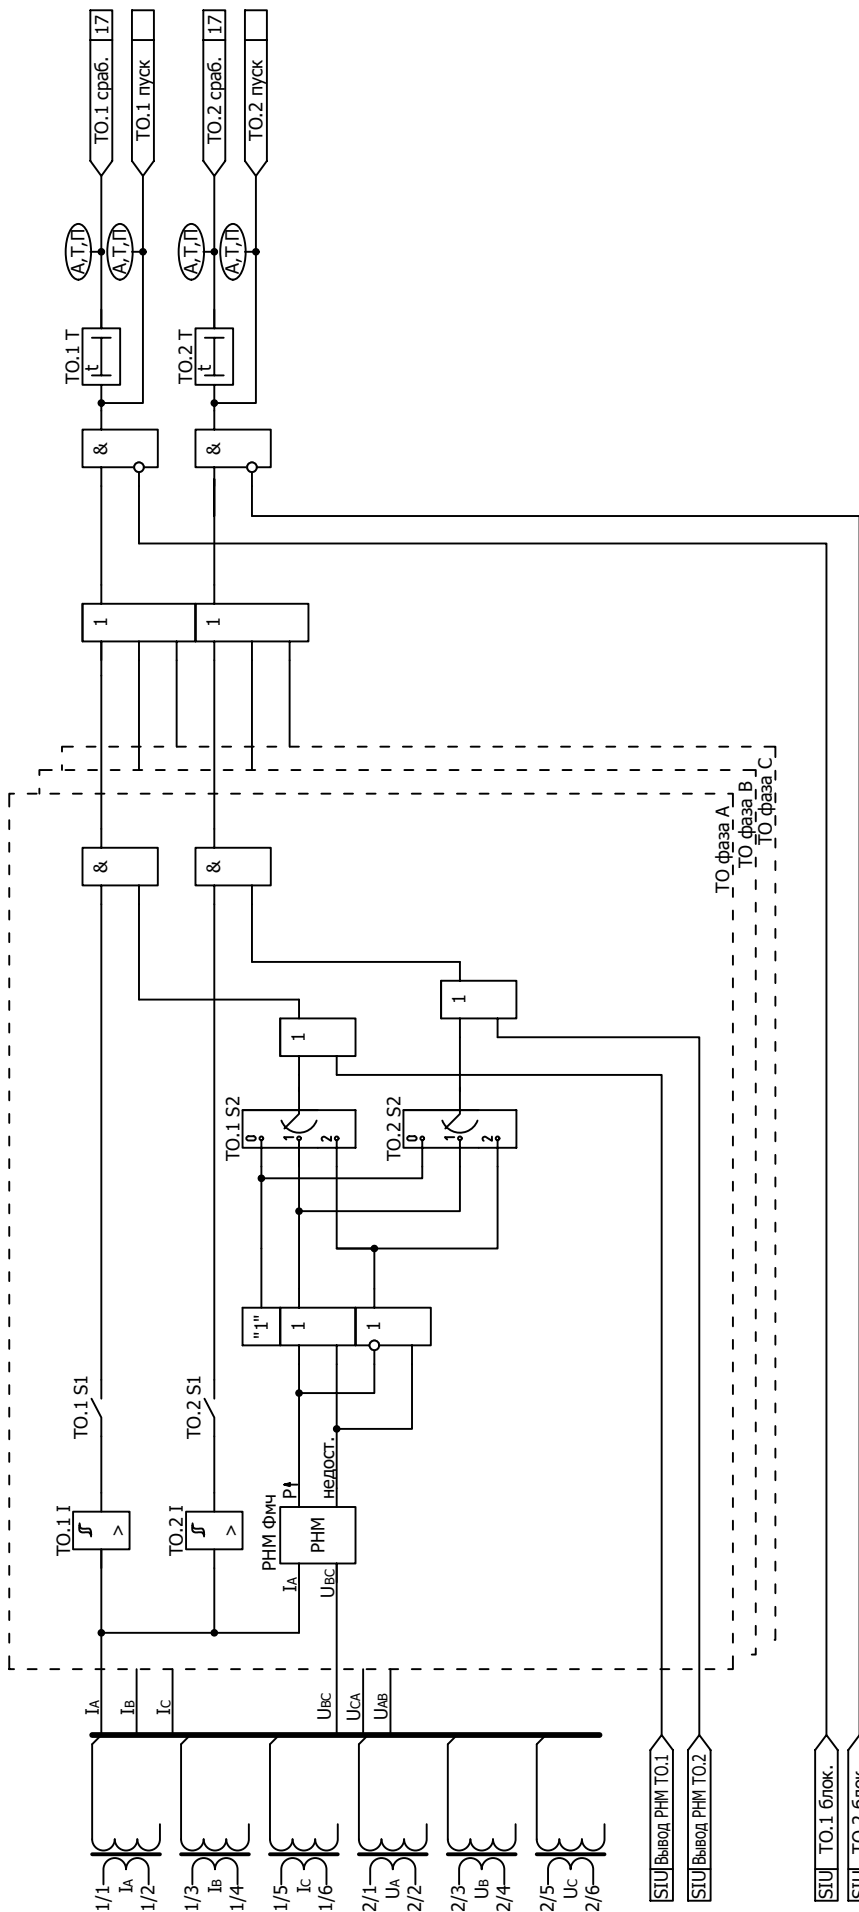 ТО.1 сраб. 17
ТО.1 пуск
ТО.2 сраб. 17
ТО.2 пуск
А,Т,П
А,Т,П
А,Т,П
А,Т,П
ТО.1 Т
t
ТО.2 Т
t
&
&
1
1
ТО фаза А
ТО фаза В
ТО фаза С
&
&
1
1
ТО.1 S2
0
1
2
ТО.2 S2
0
1
2
"1"
1
1
ТО.1 S1
ТО.2 S1
ТО.1 I
>
ТО.2 I
>
РНМ Фмч
РНМ
P
недост.
IA
UBC
IA
IB
IC
UBC
UCA
UAB
1/1
IA
1/2
1/3
IB
1/4
1/5
IC
1/6
2/1
UA
2/2
2/3
UB
2/4
2/5
UC
2/6
SIU Вывод РНМ ТО.1
SIU Вывод РНМ ТО.2
SIU ТО.1 блок.
SIU ТО.2 блок.